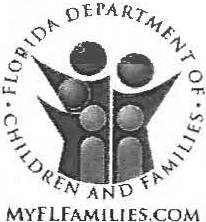 FLORIDA DEPARTMENT OF
• CHILDREN AND FAMILIES •
MYFLFAMILIES.COM